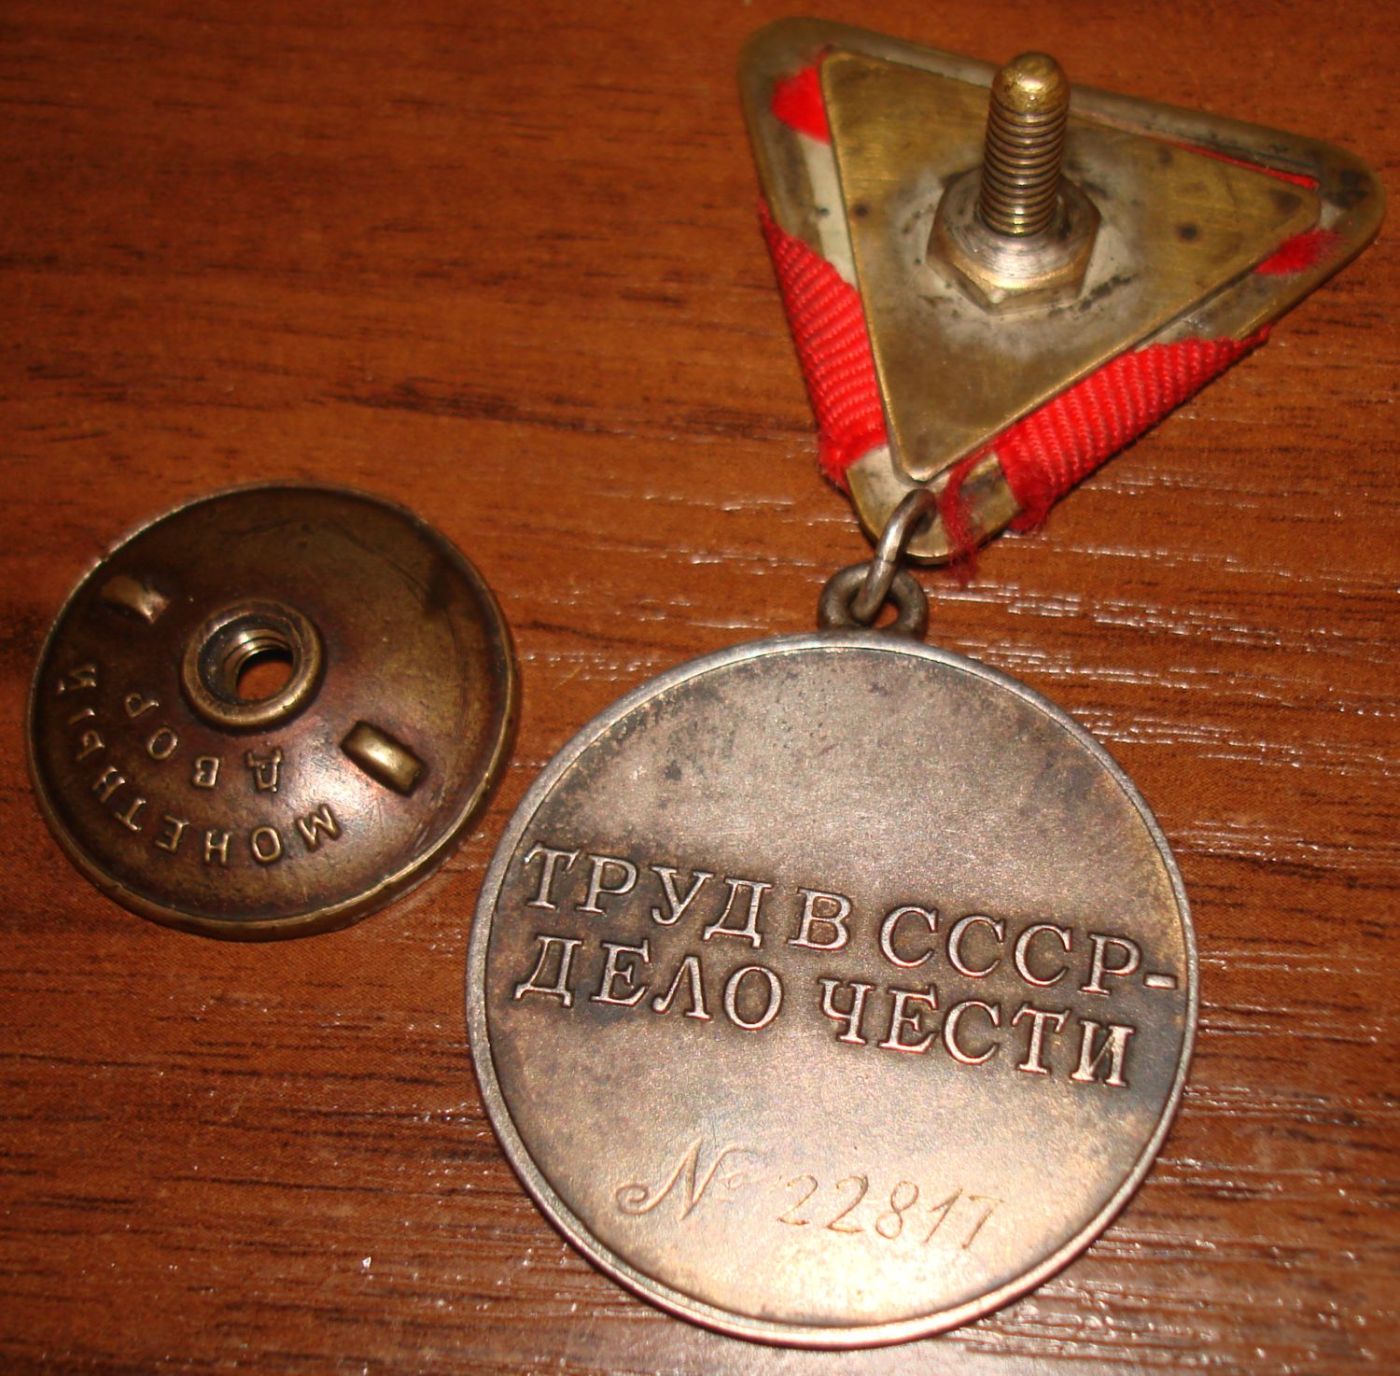 МОНЕТНЫЙ
ДВОР
ТРУД В СССР-
ДЕЛО ЧЕСТИ
№ 22817